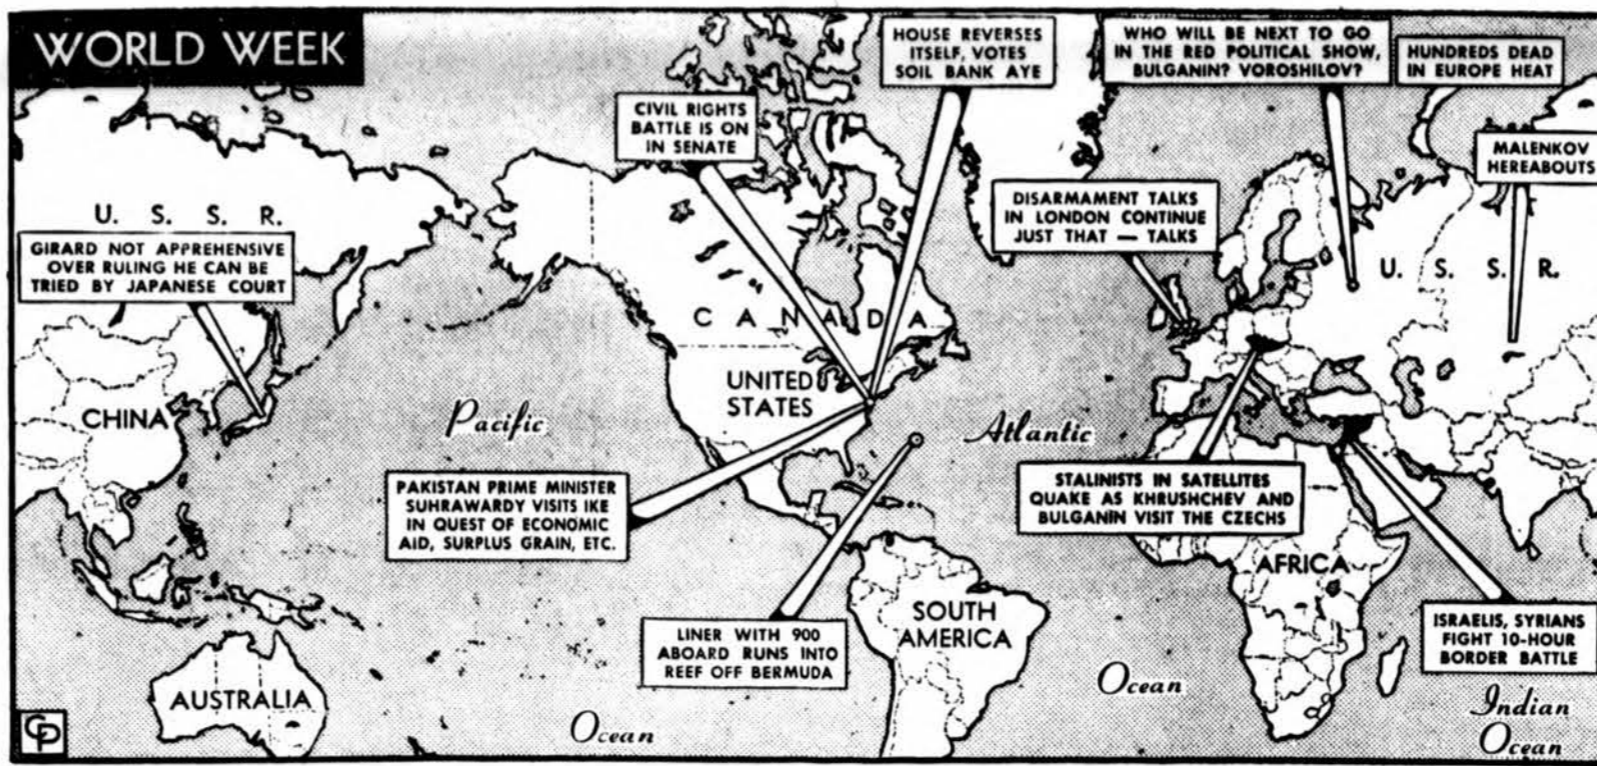 WORLD WEEK
HOUSE REVERSES
ITSELF, VOTES
SOIL BANK AYE
WHO WILL BE NEXT TO GO
IN THE RED POLITICAL SHOW,
BULGANIN? VOROSHILOV?
HUNDREDS DEAD
IN EUROPE HEAT
CIVIL RIGHTS
BATTLE IS ON
IN SENATE
MALENKOV
HEREABOUTS
DISARMAMENT TALKS
IN LONDON CONTINUE
JUST THAT — TALKS
U. S. S. R.
GIRARD NOT APPREHENSIVE
OVER RULING HE CAN BE
TRIED BY JAPANESE COURT
U. S. S. R.
CANADA
UNITED
STATES
CHINA
Pacific
Atlantic
PAKISTAN PRIME MINISTER
SUHRAWARDY VISITS IKE
IN QUEST OF ECONOMIC
AID, SURPLUS GRAIN, ETC.
STALINISTS IN SATELLITES
QUAKE AS KHRUSHCHEV AND
BULGANIN VISIT THE CZECHS
AFRICA
SOUTH
AMERICA
LINER WITH 900
ABOARD RUNS INTO
REEF OFF BERMUDA
ISRAELIS, SYRIANS
FIGHT 10-HOUR
BORDER BATTLE
AUSTRALIA
Ocean
Ocean
Indian
Ocean
CP